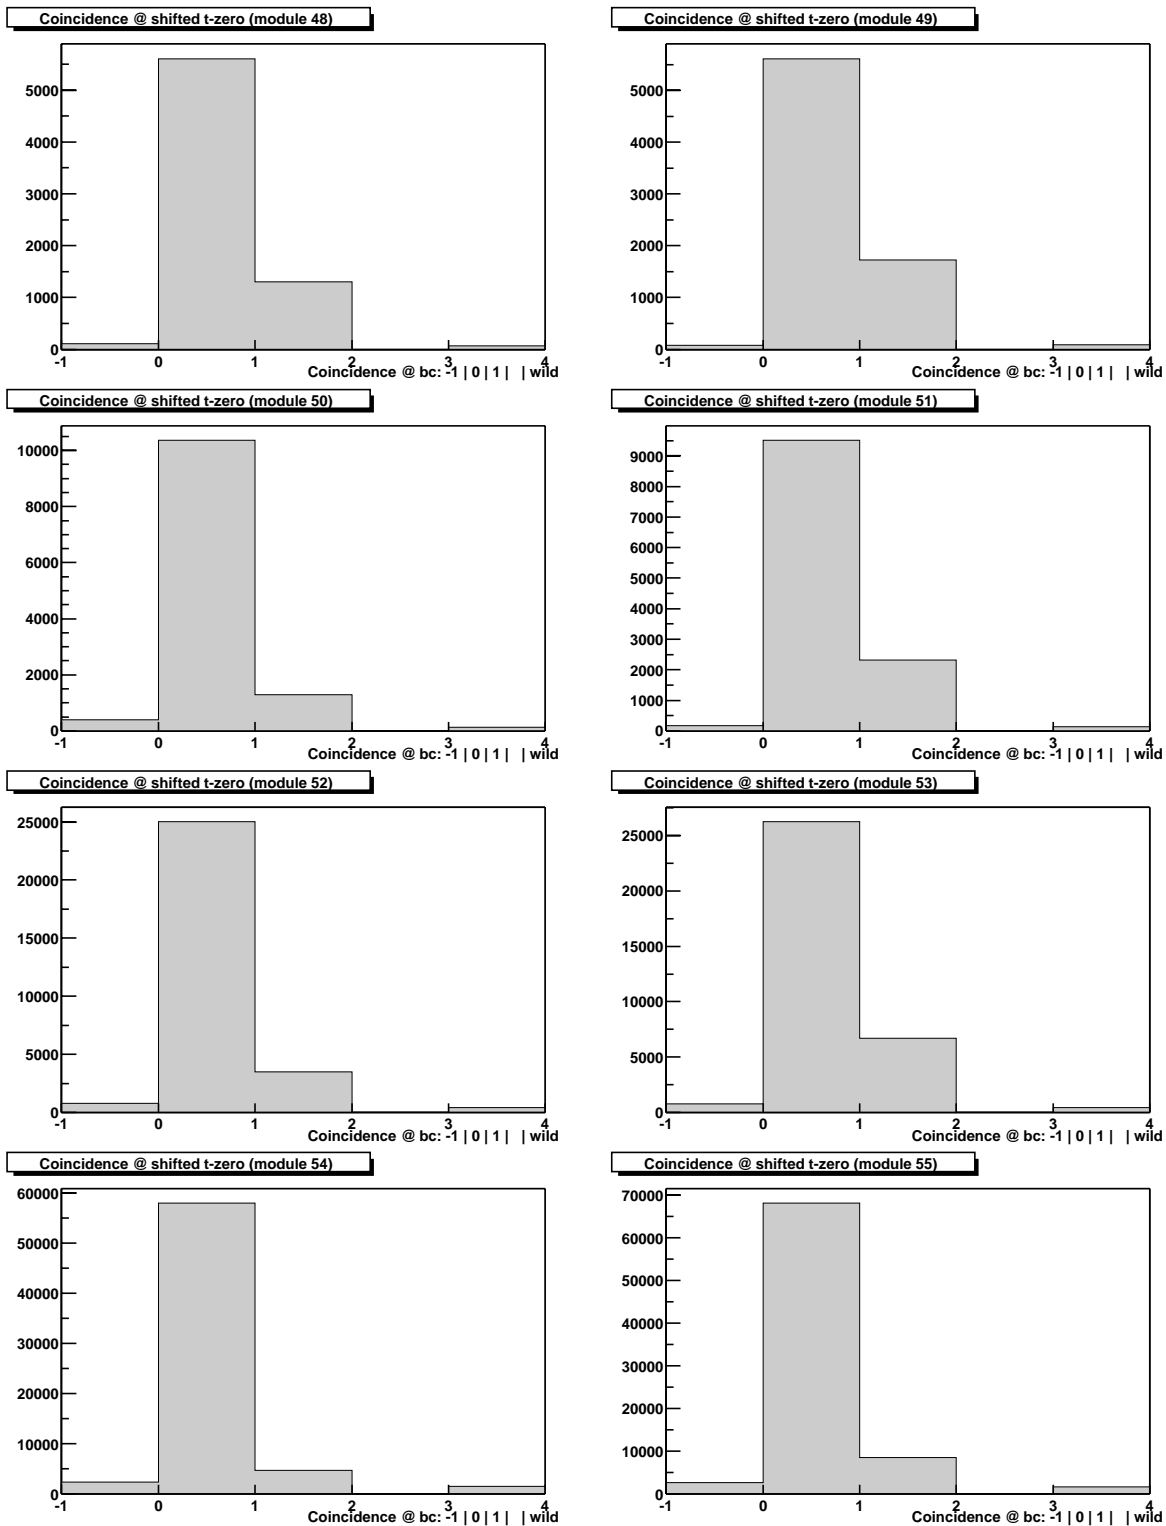 Coincidence @ shifted t-zero (module 48)
5000
4000
3000
2000
1000
0
-1 0 1 2 3 4
Coincidence @ bc: -1 | 0 | 1 | | wild
Coincidence @ shifted t-zero (module 49)
5000
4000
3000
2000
1000
0
-1 0 1 2 3 4
Coincidence @ bc: -1 | 0 | 1 | | wild
Coincidence @ shifted t-zero (module 50)
10000
8000
6000
4000
2000
0
-1 0 1 2 3 4
Coincidence @ bc: -1 | 0 | 1 | | wild
Coincidence @ shifted t-zero (module 51)
9000
8000
7000
6000
5000
4000
3000
2000
1000
0
-1 0 1 2 3 4
Coincidence @ bc: -1 | 0 | 1 | | wild
Coincidence @ shifted t-zero (module 52)
25000
20000
15000
10000
5000
0
-1 0 1 2 3 4
Coincidence @ bc: -1 | 0 | 1 | | wild
Coincidence @ shifted t-zero (module 53)
25000
20000
15000
10000
5000
0
-1 0 1 2 3 4
Coincidence @ bc: -1 | 0 | 1 | | wild
Coincidence @ shifted t-zero (module 54)
60000
50000
40000
30000
20000
10000
0
-1 0 1 2 3 4
Coincidence @ bc: -1 | 0 | 1 | | wild
Coincidence @ shifted t-zero (module 55)
70000
60000
50000
40000
30000
20000
10000
0
-1 0 1 2 3 4
Coincidence @ bc: -1 | 0 | 1 | | wild